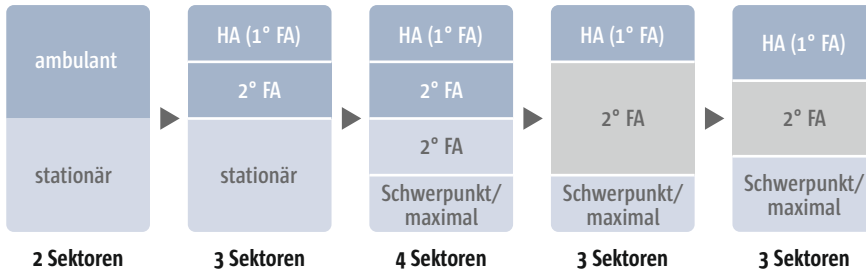 ambulant
stationär
2 Sektoren
HA (1° FA)
2° FA
stationär
3 Sektoren
HA (1° FA)
2° FA
2° FA
Schwerpunkt/
maximal
4 Sektoren
HA (1° FA)
2° FA
Schwerpunkt/
maximal
3 Sektoren
HA (1° FA)
2° FA
Schwerpunkt/
maximal
3 Sektoren